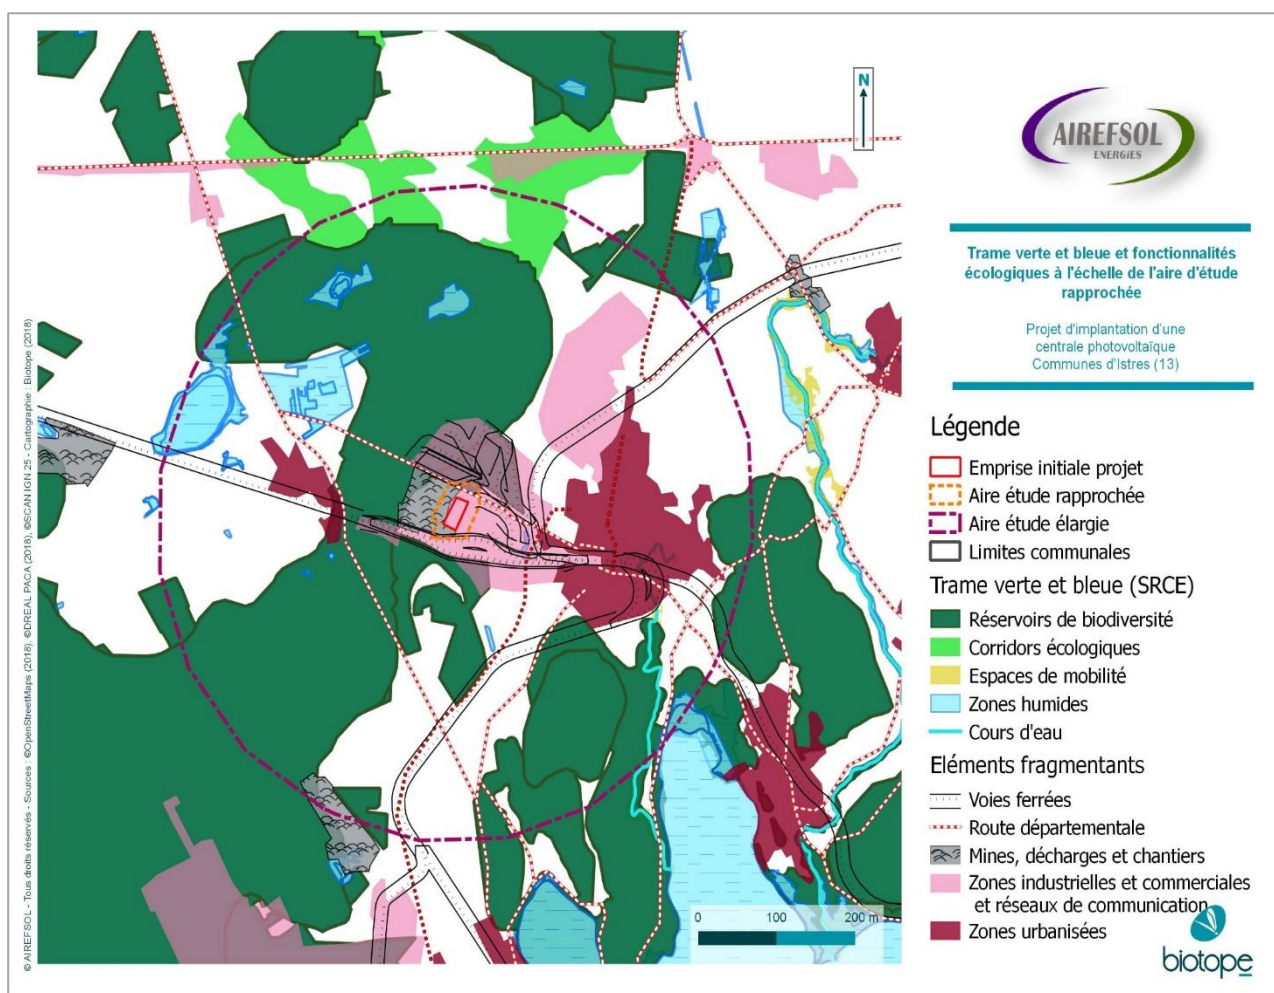 N
AIREFSOL
ENERGIES
Trame verte et bleue et fonctionnalités
écologiques à l'échelle de l'aire d'étude
rapprochée
Projet d'implantation d'une
centrale photovoltaïque
Communes d'Istres (13)
Légende
Emprise initiale projet
Aire étude rapprochée
Aire étude élargie
Limites communales
Trame verte et bleue (SRCE)
Réservoirs de biodiversité
Corridors écologiques
Espaces de mobilité
Zones humides
Cours d'eau
Eléments fragmentants
Voies ferrées
Route départementale
Mines, décharges et chantiers
Zones industrielles et commerciales
et réseaux de communication
Zones urbanisées
0 100 200 m
biotope
© AIREFSOL - Tous droits réservés - Sources : ©OpenStreetMaps (2018), ©DREAL PACA (2018), ©SCAN IGN 25 - Cartographie : Biotope (2018)